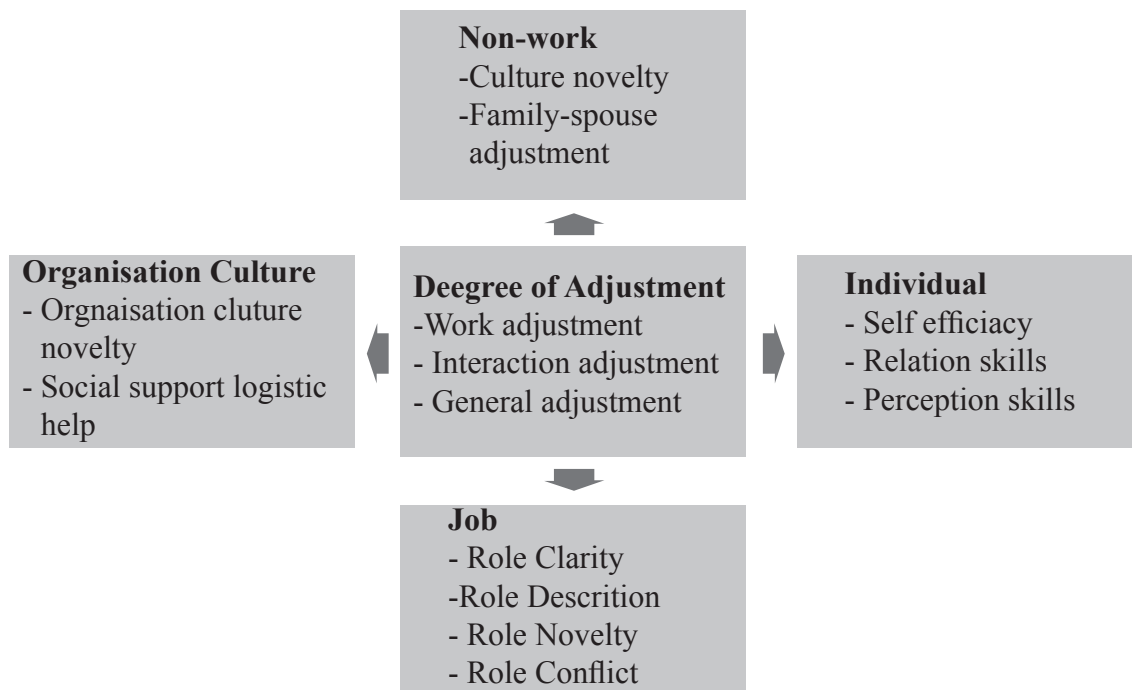 Non-work
-Culture novelty
-Family-spouse
adjustment
Organisation Culture
- Orgnaisation cluture
novelty
- Social support logistic
help
Deegree of Adjustment
-Work adjustment
- Interaction adjustment
- General adjustment
Individual
- Self efficiacy
- Relation skills
- Perception skills
Job
- Role Clarity
-Role Descrition
- Role Novelty
- Role Conflict